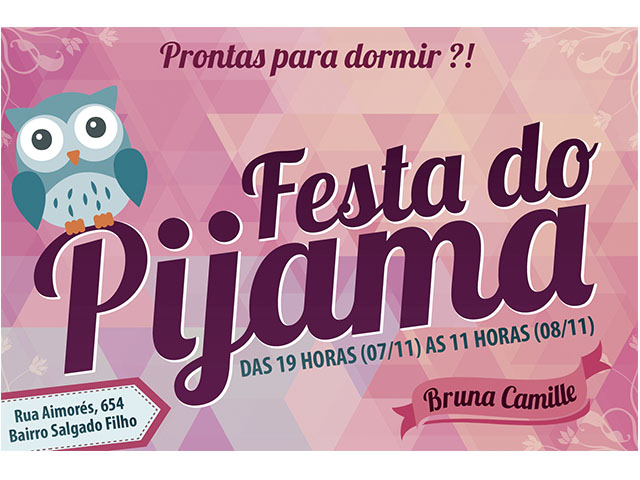 Prontas para dormir ?!
Festa do
Pijama
DAS 19 HORAS (07/11) AS 11 HORAS (08/11)
Bruna Camille
Rua Aimorés, 654
Bairro Salgado Filho